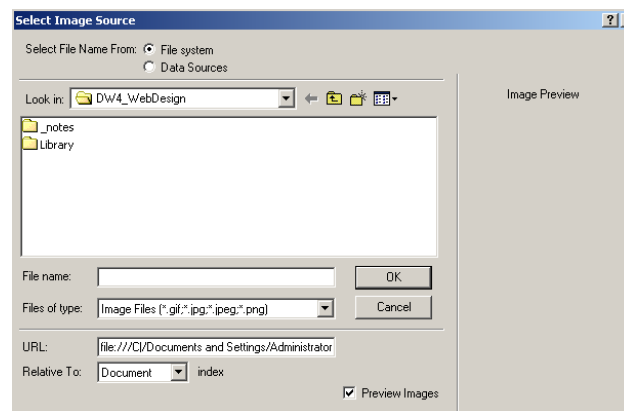 Select Image Source
Select File Name From: File system
Data Sources
Look in: DW4_WebDesign
Image Preview
_notes
Library
File name: OK
Files of type: Image Files (*.gif;*.jpg;*.jpeg;*.png) Cancel
URL: file:///C|/Documents and Settings/Administrator
Relative To: Document index
Preview Images